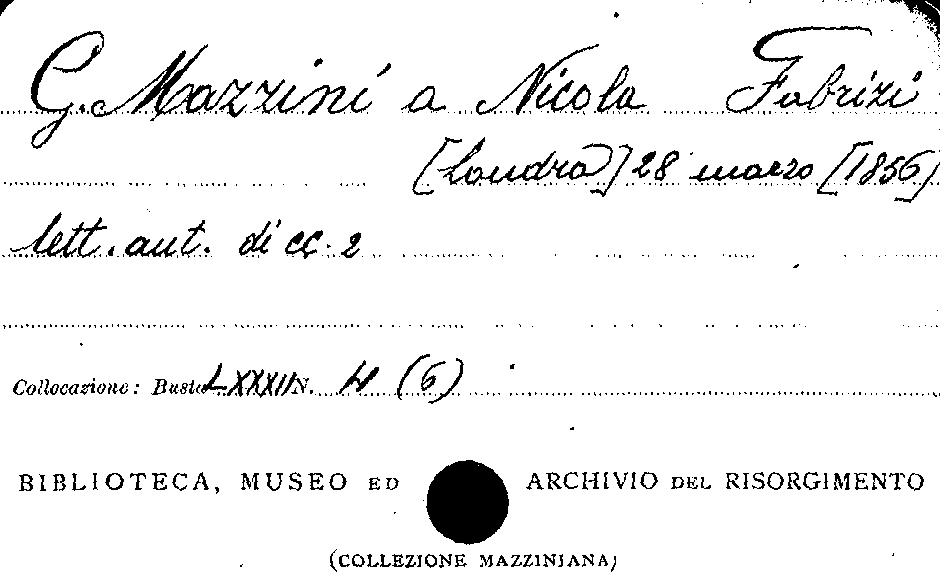 G. Mazzini a Nicola Fabrizi
[Londra] 28 marzo [1856]
lett. aut. di cc. 2
Collocazione: Busta LXXXII N. 4 (6)
BIBLIOTECA, MUSEO ED ARCHIVIO DEL RISORGIMENTO
(COLLEZIONE MAZZINIANA)